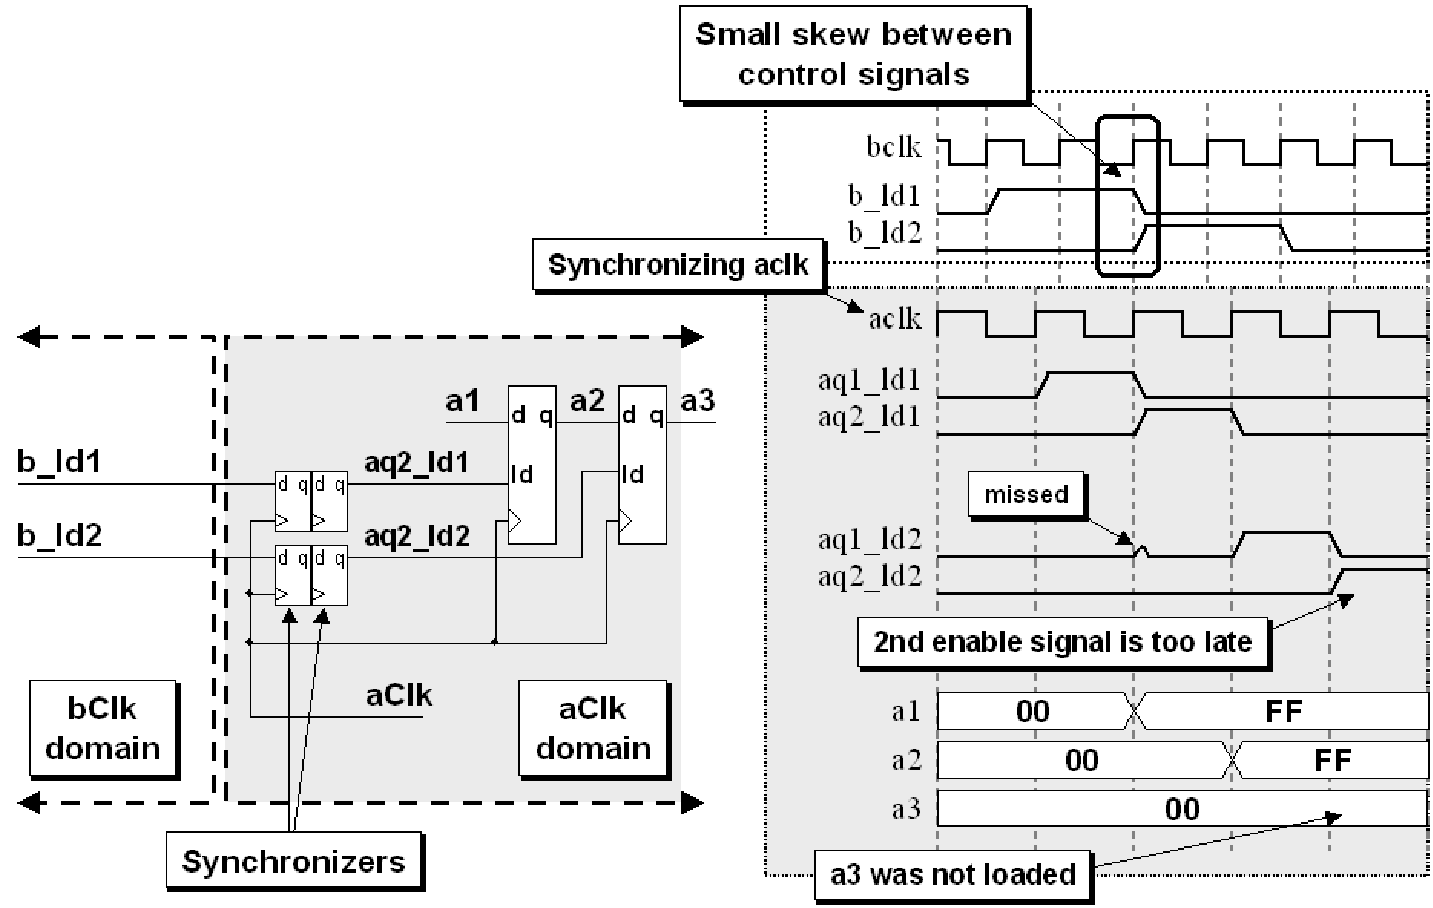 Small skew between
control signals
bclk
b_ld1
b_ld2
Synchronizing aclk
aclk
aq1_ld1
aq2_ld1
missed
aq1_ld2
aq2_ld2
2nd enable signal is too late
a1
00
FF
a2
00
FF
a3
00
a3 was not loaded
a1
a2
a3
d q
d q
ld
ld
b_ld1
aq2_ld1
d q
d q
b_ld2
aq2_ld2
d q
d q
aClk
bClk
domain
aClk
domain
Synchronizers